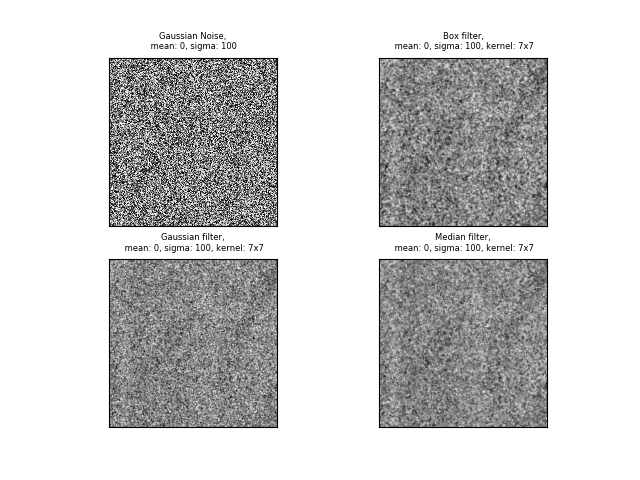 Gaussian Noise,
mean: 0, sigma: 100
Box filter,
mean: 0, sigma: 100, kernel: 7x7
Gaussian filter,
mean: 0, sigma: 100, kernel: 7x7
Median filter,
mean: 0, sigma: 100, kernel: 7x7